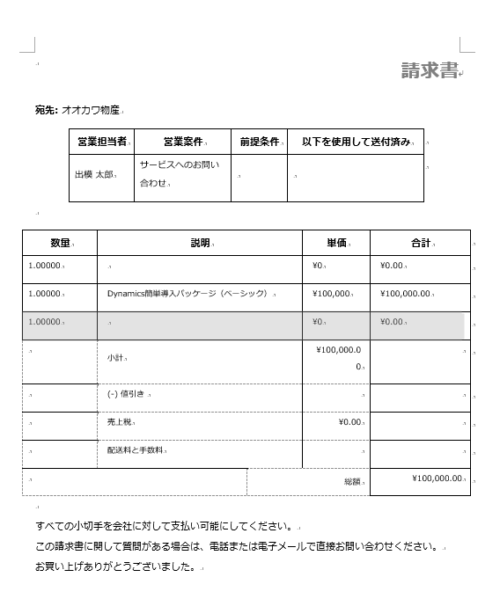 請求書
宛先: オオカワ物産
営業担当者 営業案件 前提条件 以下を使用して送付済み
出模 太郎 サービスへのお問い
合わせ
数量 説明 単価 合計
1.00000 ¥0 ¥0.00
1.00000 Dynamics簡単導入パッケージ（ベーシック） ¥100,000 ¥100,000.00
1.00000 ¥0 ¥0.00
小計 ¥100,000.0
0
(-) 値引き
売上税 ¥0.00
配送料と手数料
総額 ¥100,000.00
すべての小切手を会社に対して支払い可能にしてください。
この請求書に関して質問がある場合は、電話または電子メールで直接お問い合わせください。
お買い上げありがとうございました。